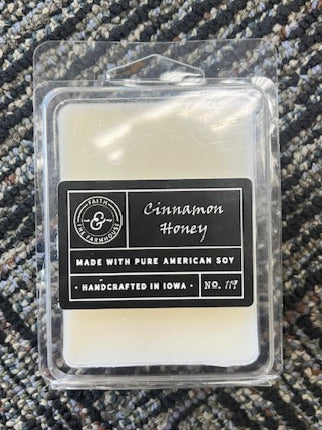 FAITH
&
THE FARMHOUSE
Cinnamon
Honey
MADE WITH PURE AMERICAN SOY
• HANDCRAFTED IN IOWA •
NO. 119